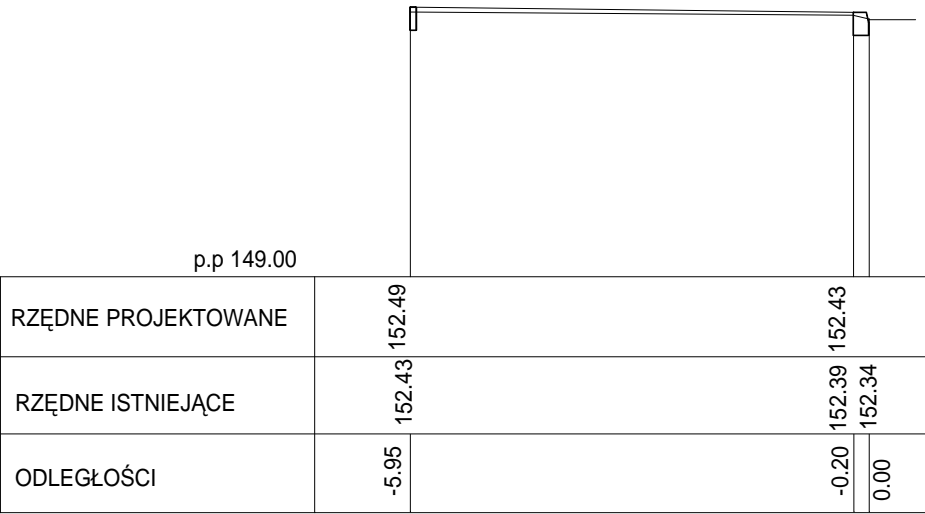 p.p 149.00
RZĘDNE PROJEKTOWANE 152.49 152.43
RZĘDNE ISTNIEJĄCE 152.43 152.39 152.34
ODLEGŁOŚCI -5.95 -0.20 0.00